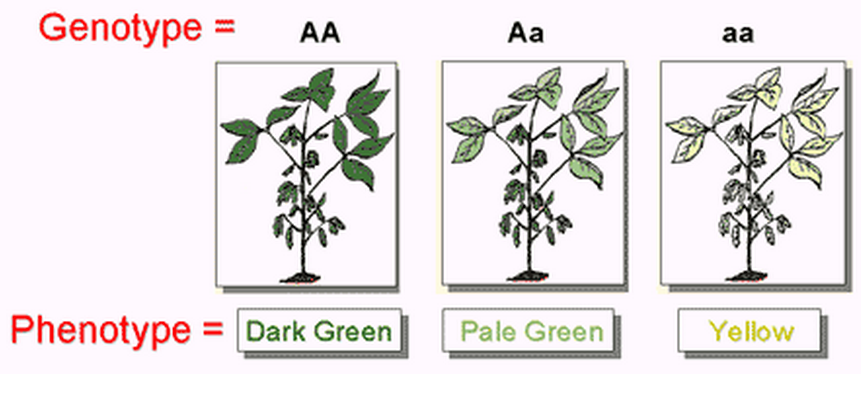 Genotype = AA Aa aa
Phenotype = Dark Green Pale Green Yellow